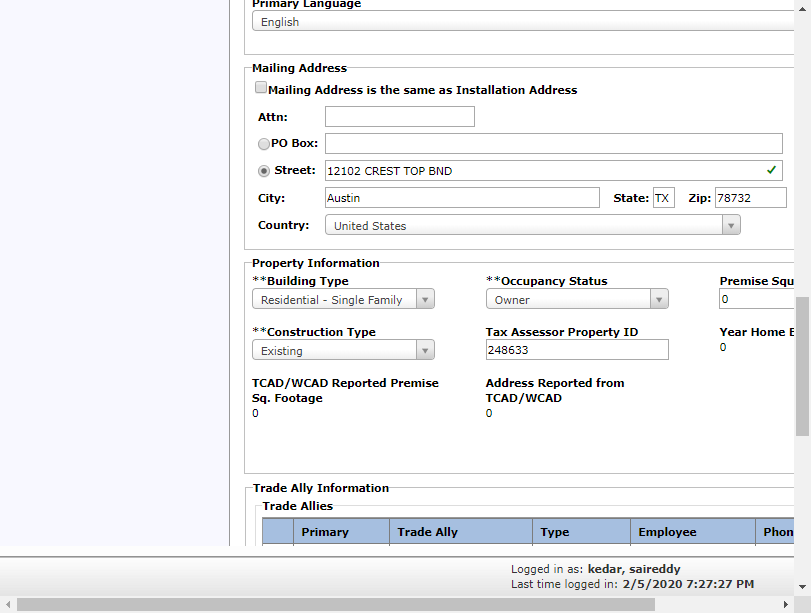 Primary Language
English
Mailing Address
Mailing Address is the same as Installation Address
Attn:
PO Box:
Street: 12102 CREST TOP BND
City: Austin State: TX Zip: 78732
Country: United States
Property Information
**Building Type **Occupancy Status Premise Squ
Residential - Single Family Owner 0
**Construction Type Tax Assessor Property ID Year Home
Existing 248633 0
TCAD/WCAD Reported Premise Address Reported from
Sq. Footage TCAD/WCAD
0 0
Trade Ally Information
Trade Allies
Primary Trade Ally Type Employee Phon
Logged in as: kedar, saireddy
Last time logged in: 2/5/2020 7:27:27 PM